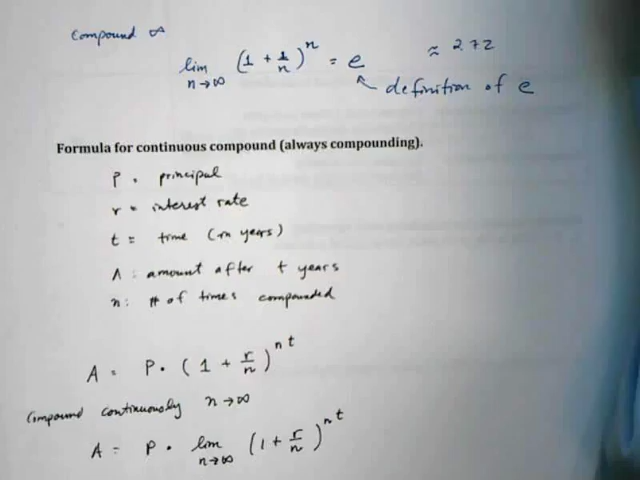 compound ∞
lim n→∞ (1 + 1/n)^n = e ≈ 2.72
definition of e
Formula for continuous compound (always compounding).
P = principal
r = interest rate
t = time (in years)
A : amount after t years
n : # of times compounded
A = P · (1 + r/n)^nt
Compound continuously n→∞
A = P · lim n→∞ (1 + r/n)^nt